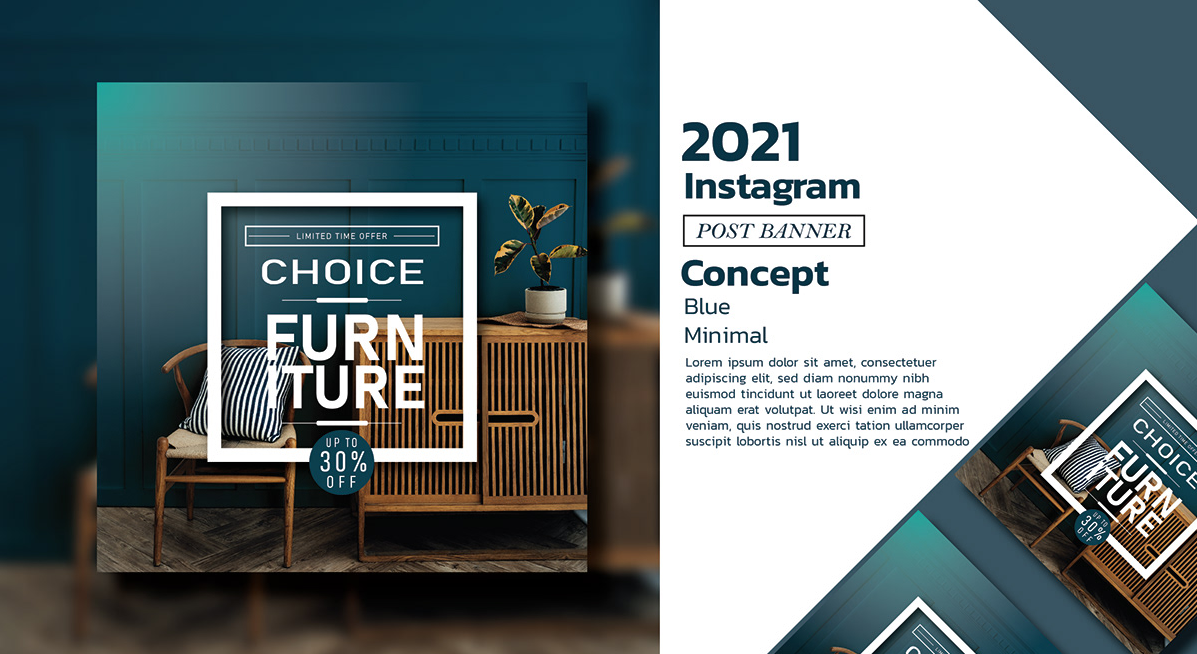 LIMITED TIME OFFER
CHOICE
FURN
ITURE
UP TO
30%
OFF
2021
Instagram
POST BANNER
Concept
Blue
Minimal
Lorem ipsum dolor sit amet, consectetuer
adipiscing elit, sed diam nonummy nibh
euismod tincidunt ut laoreet dolore magna
aliquam erat volutpat. Ut wisi enim ad minim
veniam, quis nostrud exerci tation ullamcorper
suscipit lobortis nisl ut aliquip ex ea commodo
CHOICE
FURN
ITURE
UP TO
30%
OFF